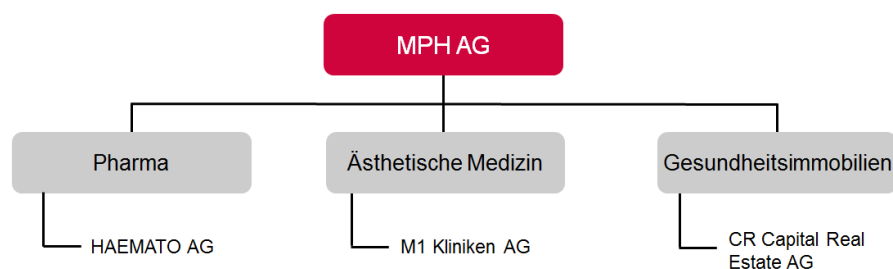 MPH AG
Pharma
Ästhetische Medizin
Gesundheitsimmobilien
HAEMATO AG
M1 Kliniken AG
CR Capital Real
Estate AG